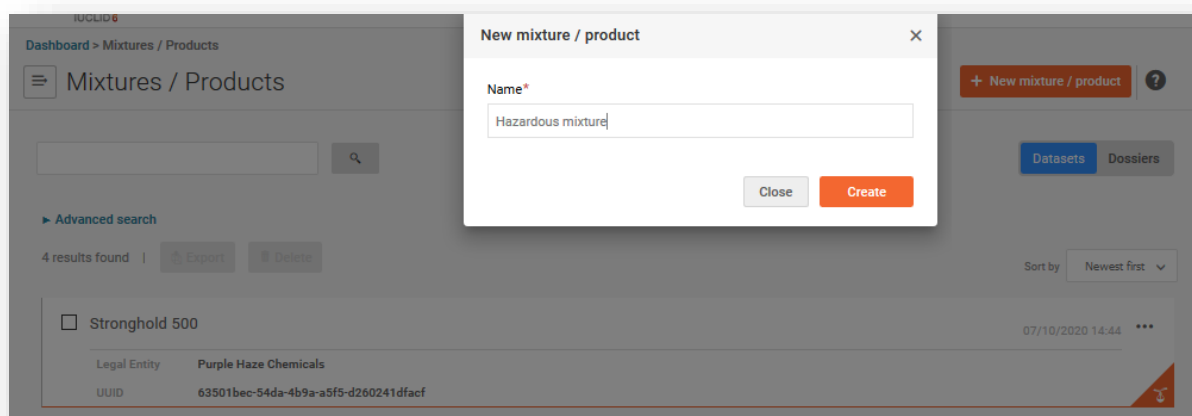 IUCLID6
Dashboard > Mixtures / Products
Mixtures / Products
+ New mixture / product
?
New mixture / product
×
Name*
Hazardous mixture
Close
Create
Datasets
Dossiers
► Advanced search
4 results found | Export Delete
Sort by Newest first
Stronghold 500
07/10/2020 14:44 •••
Legal Entity Purple Haze Chemicals
UUID 63501bec-54da-4b9a-a5f5-d260241dfacf